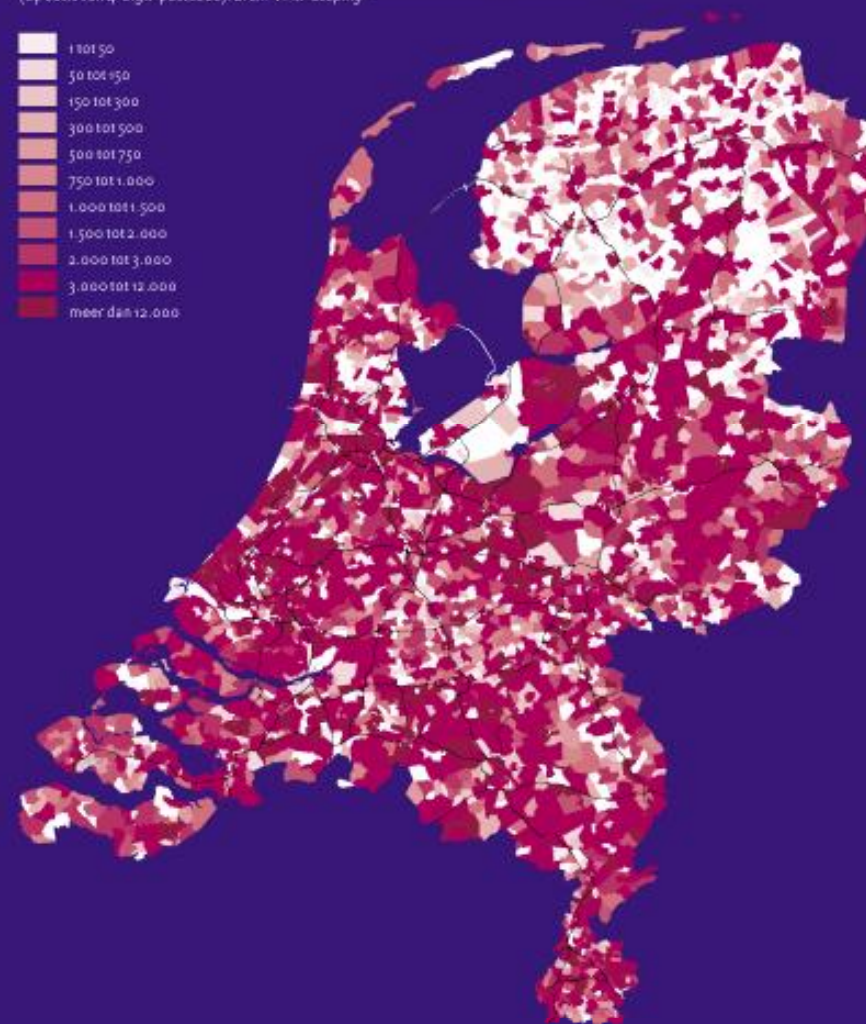 1 tot 50
50 tot 150
150 tot 300
300 tot 500
500 tot 750
750 tot 1.000
1.000 tot 1.500
1.500 tot 2.000
2.000 tot 3.000
3.000 tot 12.000
meer dan 12.000